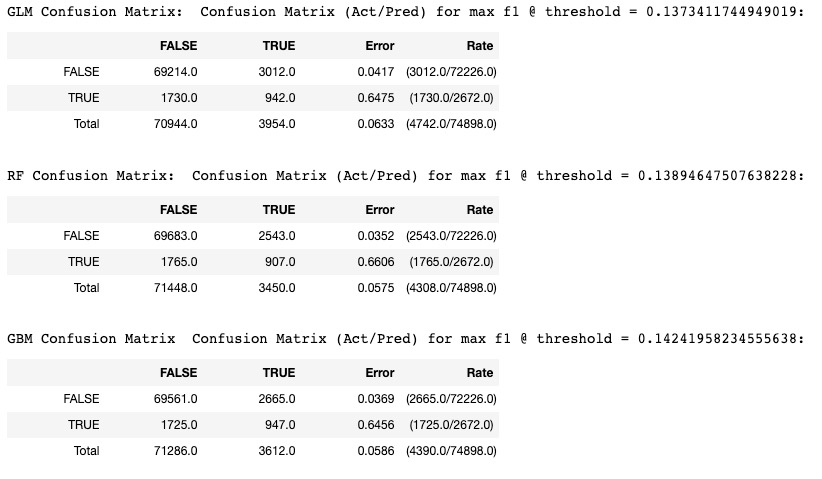 GLM Confusion Matrix:  Confusion Matrix (Act/Pred) for max f1 @ threshold = 0.1373411744949019:
FALSE TRUE Error Rate
FALSE 69214.0 3012.0 0.0417 (3012.0/72226.0)
TRUE 1730.0 942.0 0.6475 (1730.0/2672.0)
Total 70944.0 3954.0 0.0633 (4742.0/74898.0)
RF Confusion Matrix:  Confusion Matrix (Act/Pred) for max f1 @ threshold = 0.13894647507638228:
FALSE TRUE Error Rate
FALSE 69683.0 2543.0 0.0352 (2543.0/72226.0)
TRUE 1765.0 907.0 0.6606 (1765.0/2672.0)
Total 71448.0 3450.0 0.0575 (4308.0/74898.0)
GBM Confusion Matrix  Confusion Matrix (Act/Pred) for max f1 @ threshold = 0.14241958234555638:
FALSE TRUE Error Rate
FALSE 69561.0 2665.0 0.0369 (2665.0/72226.0)
TRUE 1725.0 947.0 0.6456 (1725.0/2672.0)
Total 71286.0 3612.0 0.0586 (4390.0/74898.0)